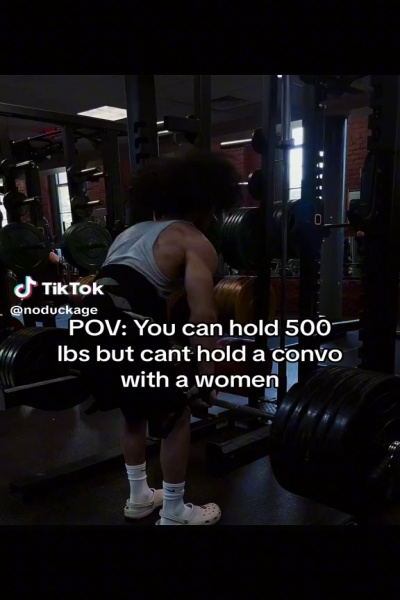 TikTok
@noduckage
POV: You can hold 500
lbs but cant hold a convo
with a women